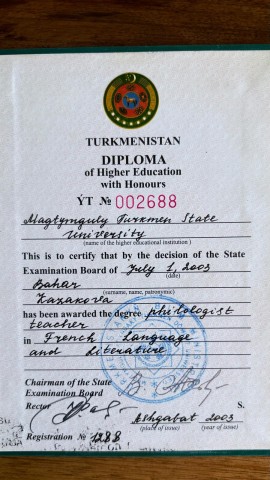 TURKMENISTAN
DIPLOMA
of Higher Education
with Honours
ÝT № 002688
Magtymguly Turkmen State
University
(name of the higher educational institution)
This is to certify that by the decision of the State
Examination Board of July 1, 2003
(date)
Bahar
(surname, name, patronymic)
Kazakova
has been awarded the degree philologist
teacher
in French Language
and Literature
Chairman of the State
Examination Board
Rector
S.
Ashgabat 2003
(place of issue) (year of issue)
Registration № 1288